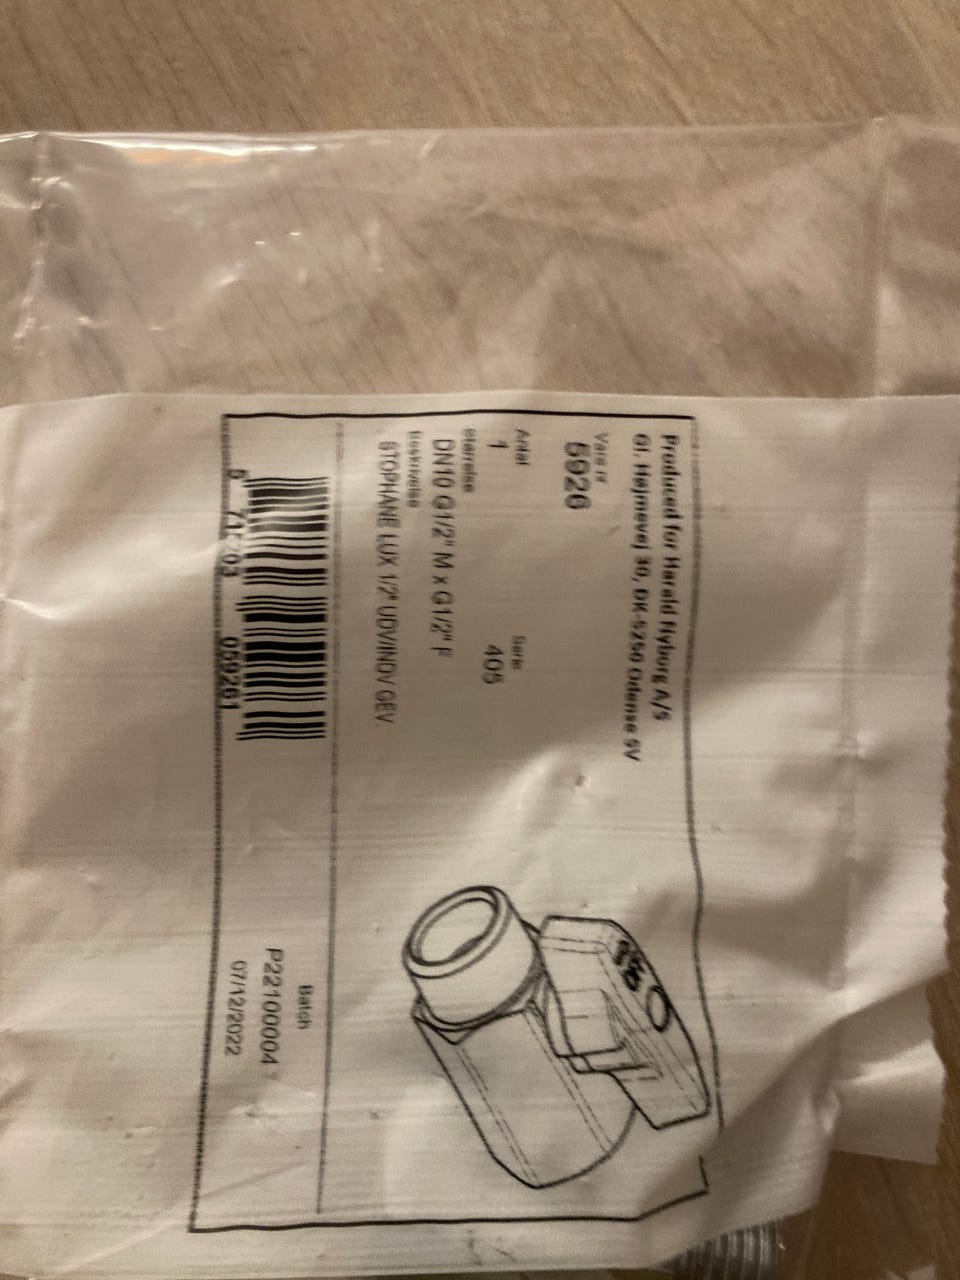 Produced for Harald Nyborg A/S
Gl. Højmevej 30, DK-5250 Odense SV
Vare nr
5926
Antal
1
Serie
405
Størrelse
DN10 G1/2" M x G1/2" F
Beskrivelse
STOPHANE LUX 1/2" UDV/INDV GEV.
Batch
P22100004
07/12/2022
059261